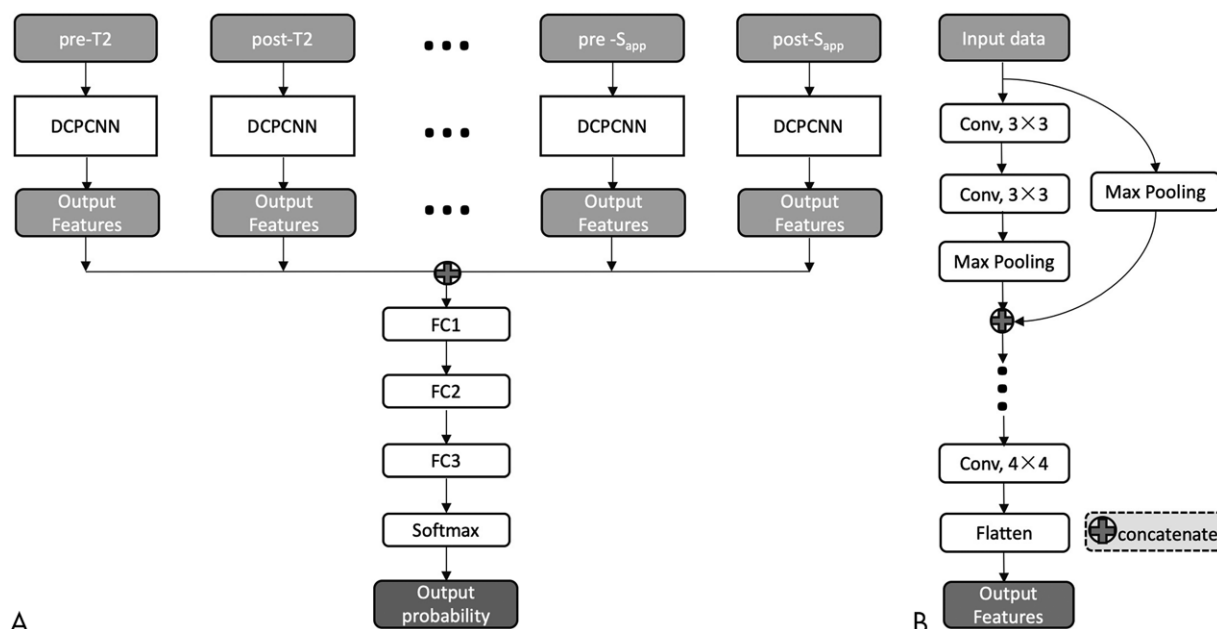 pre-T2
post-T2
pre -Sapp
post-Sapp
DCPCNN
DCPCNN
DCPCNN
DCPCNN
Output
Features
Output
Features
Output
Features
Output
Features
FC1
FC2
FC3
Softmax
Output
probability
A
Input data
Conv, 3×3
Conv, 3×3
Max Pooling
Max Pooling
Conv, 4×4
Flatten
concatenate
Output
Features
B